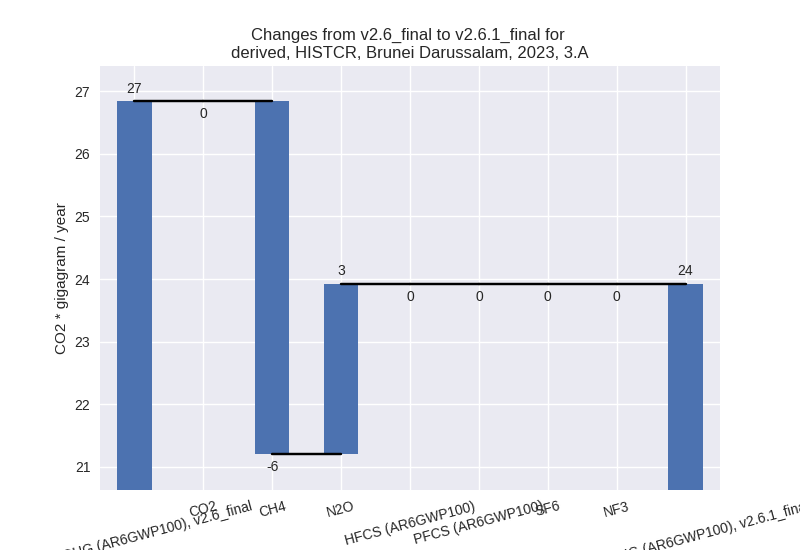 Changes from v2.6_final to v2.6.1_final for
derived, HISTCR, Brunei Darussalam, 2023, 3.A
CO2 * gigagram / year
27
26
25
24
23
22
21
27
0
-6
3
0
0
0
0
24
(AR6GWP100), v2.6_final
CO2
CH4
N2O
HFCS (AR6GWP100)
PFCS (AR6GWP100)
SF6
NF3
(AR6GWP100), v2.6.1_fina